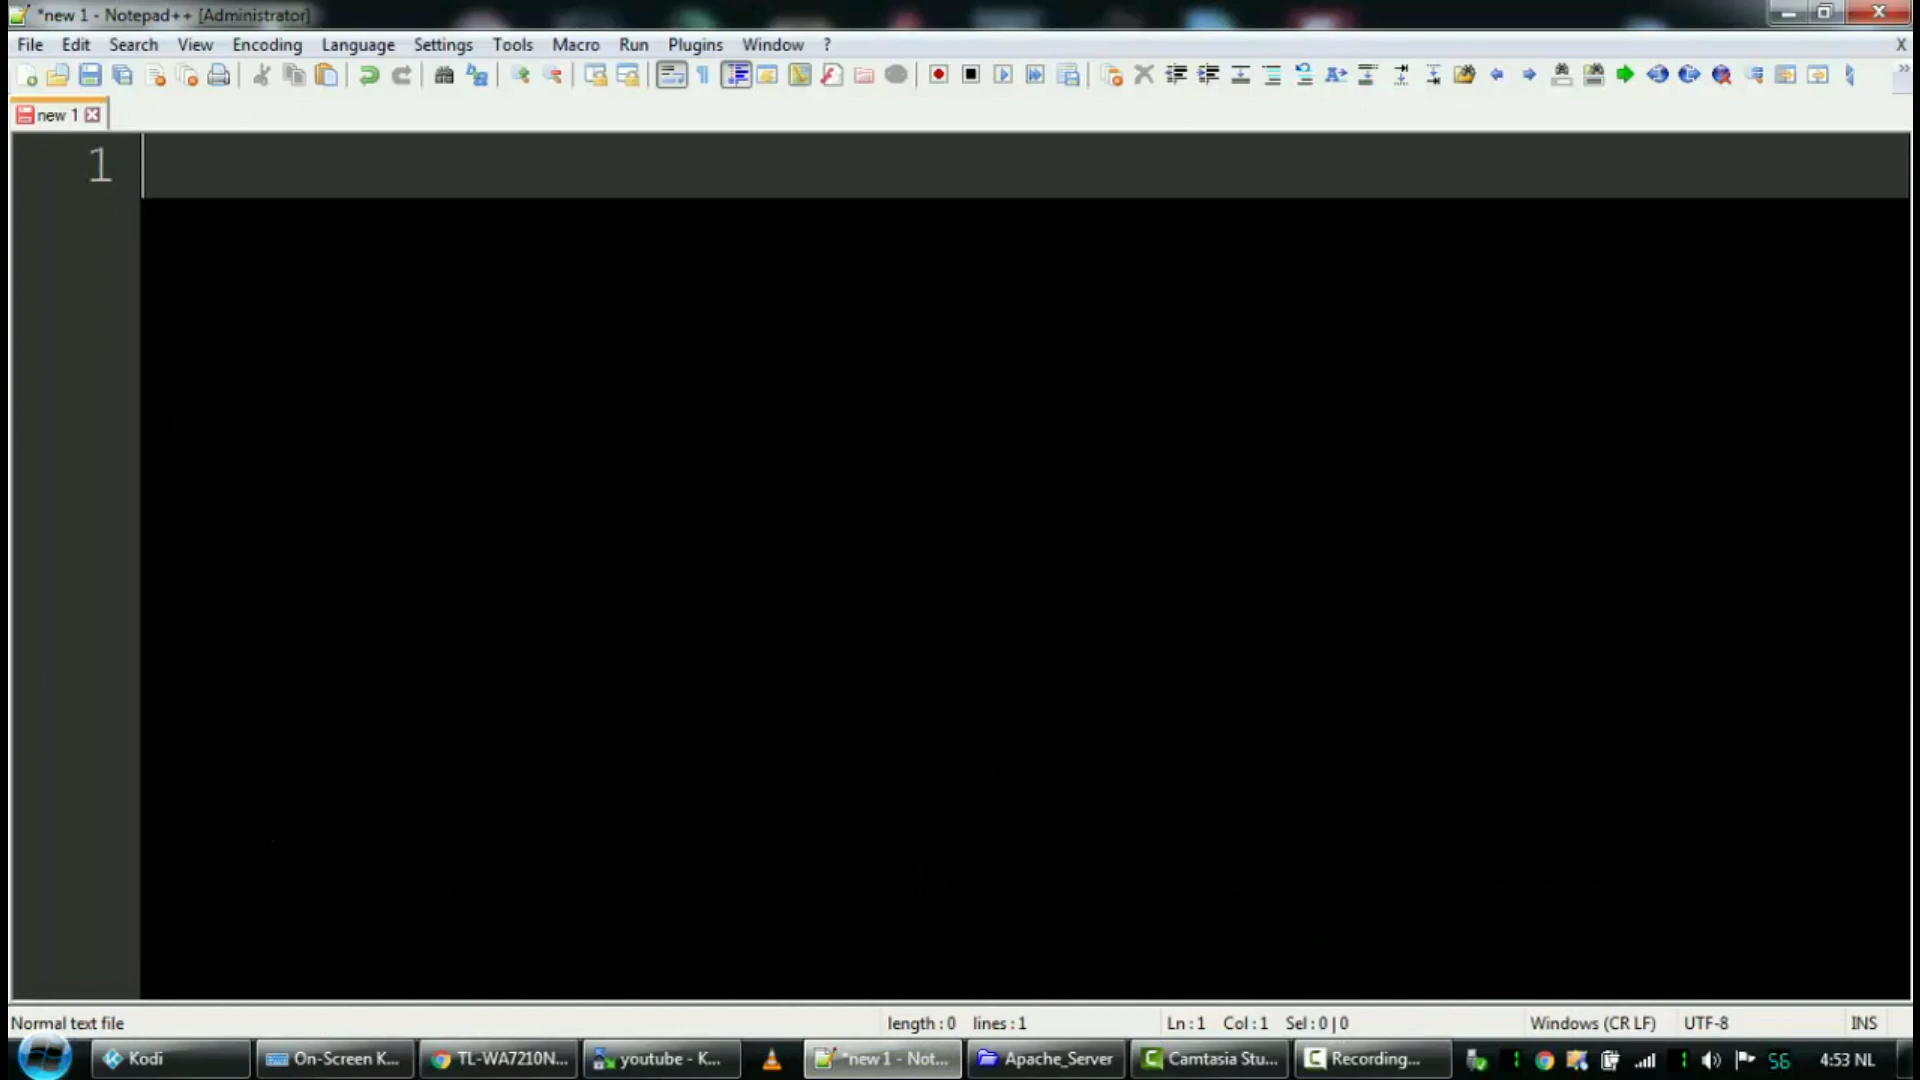 *new 1 - Notepad++ [Administrator]
File Edit Search View Encoding Language Settings Tools Macro Run Plugins Window ? X
new 1
1
Normal text file length : 0 lines : 1 Ln : 1 Col : 1 Sel : 0 | 0 Windows (CR LF) UTF-8 INS
Kodi On-Screen K... TL-WA7210N... youtube - K... *new 1 - Not... Apache_Server Camtasia Stu... Recording... 56 4:53 NL